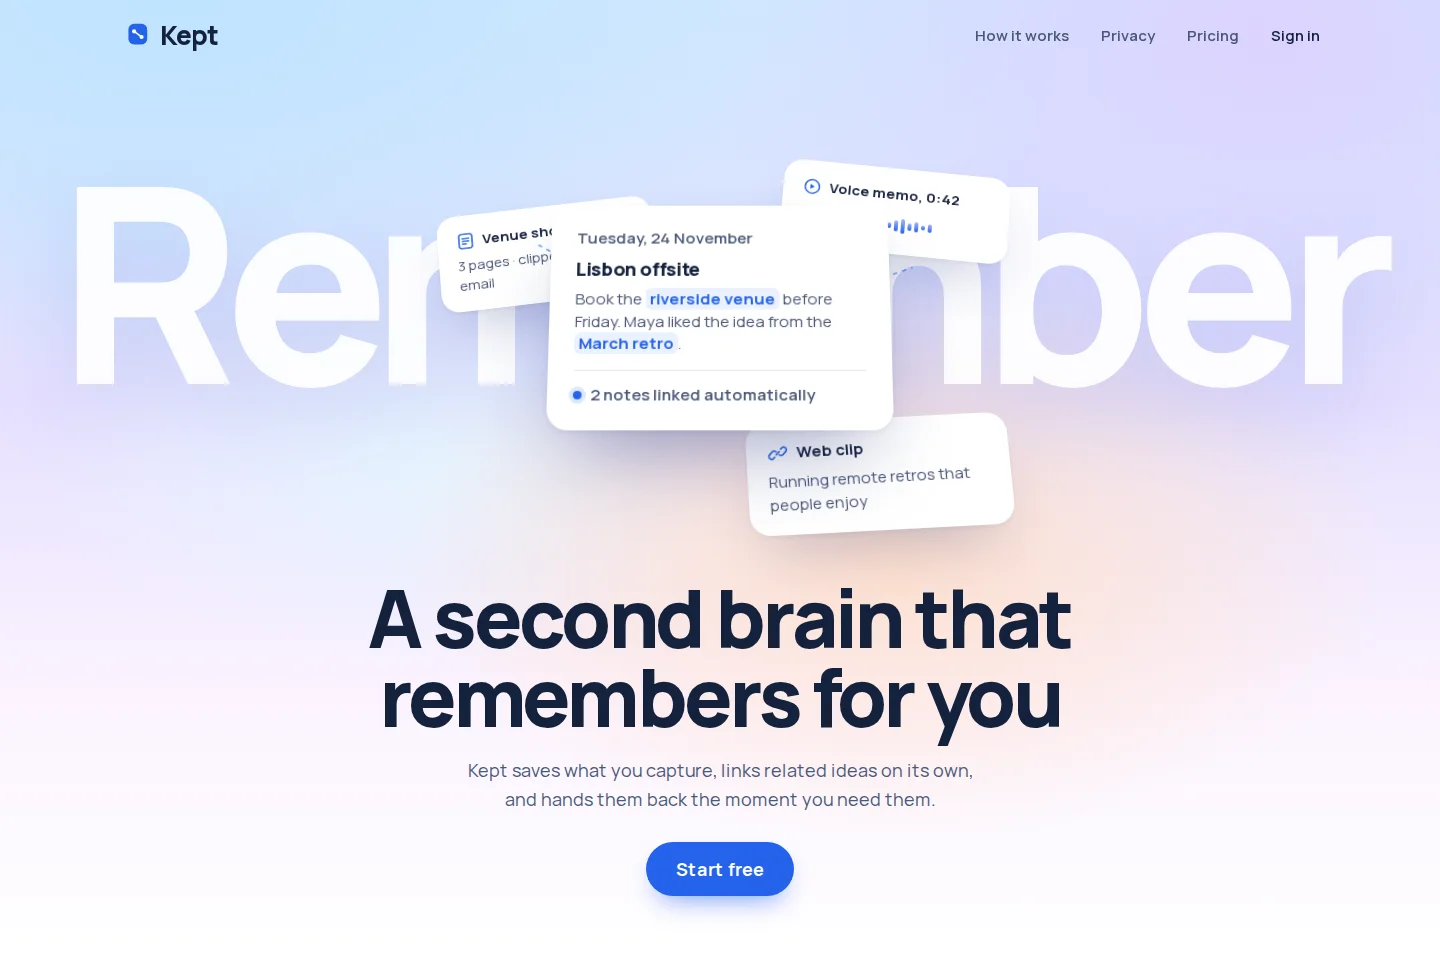 Kept
How it works
Privacy
Pricing
Sign in
Voice memo, 0:42
3 pages
email
Tuesday, 24 November
Lisbon offsite
Book the riverside venue before
Friday. Maya liked the idea from the
March retro.
2 notes linked automatically
Web clip
Running remote retros that
people enjoy
A second brain that
remembers for you
Kept saves what you capture, links related ideas on its own,
and hands them back the moment you need them.
Start free